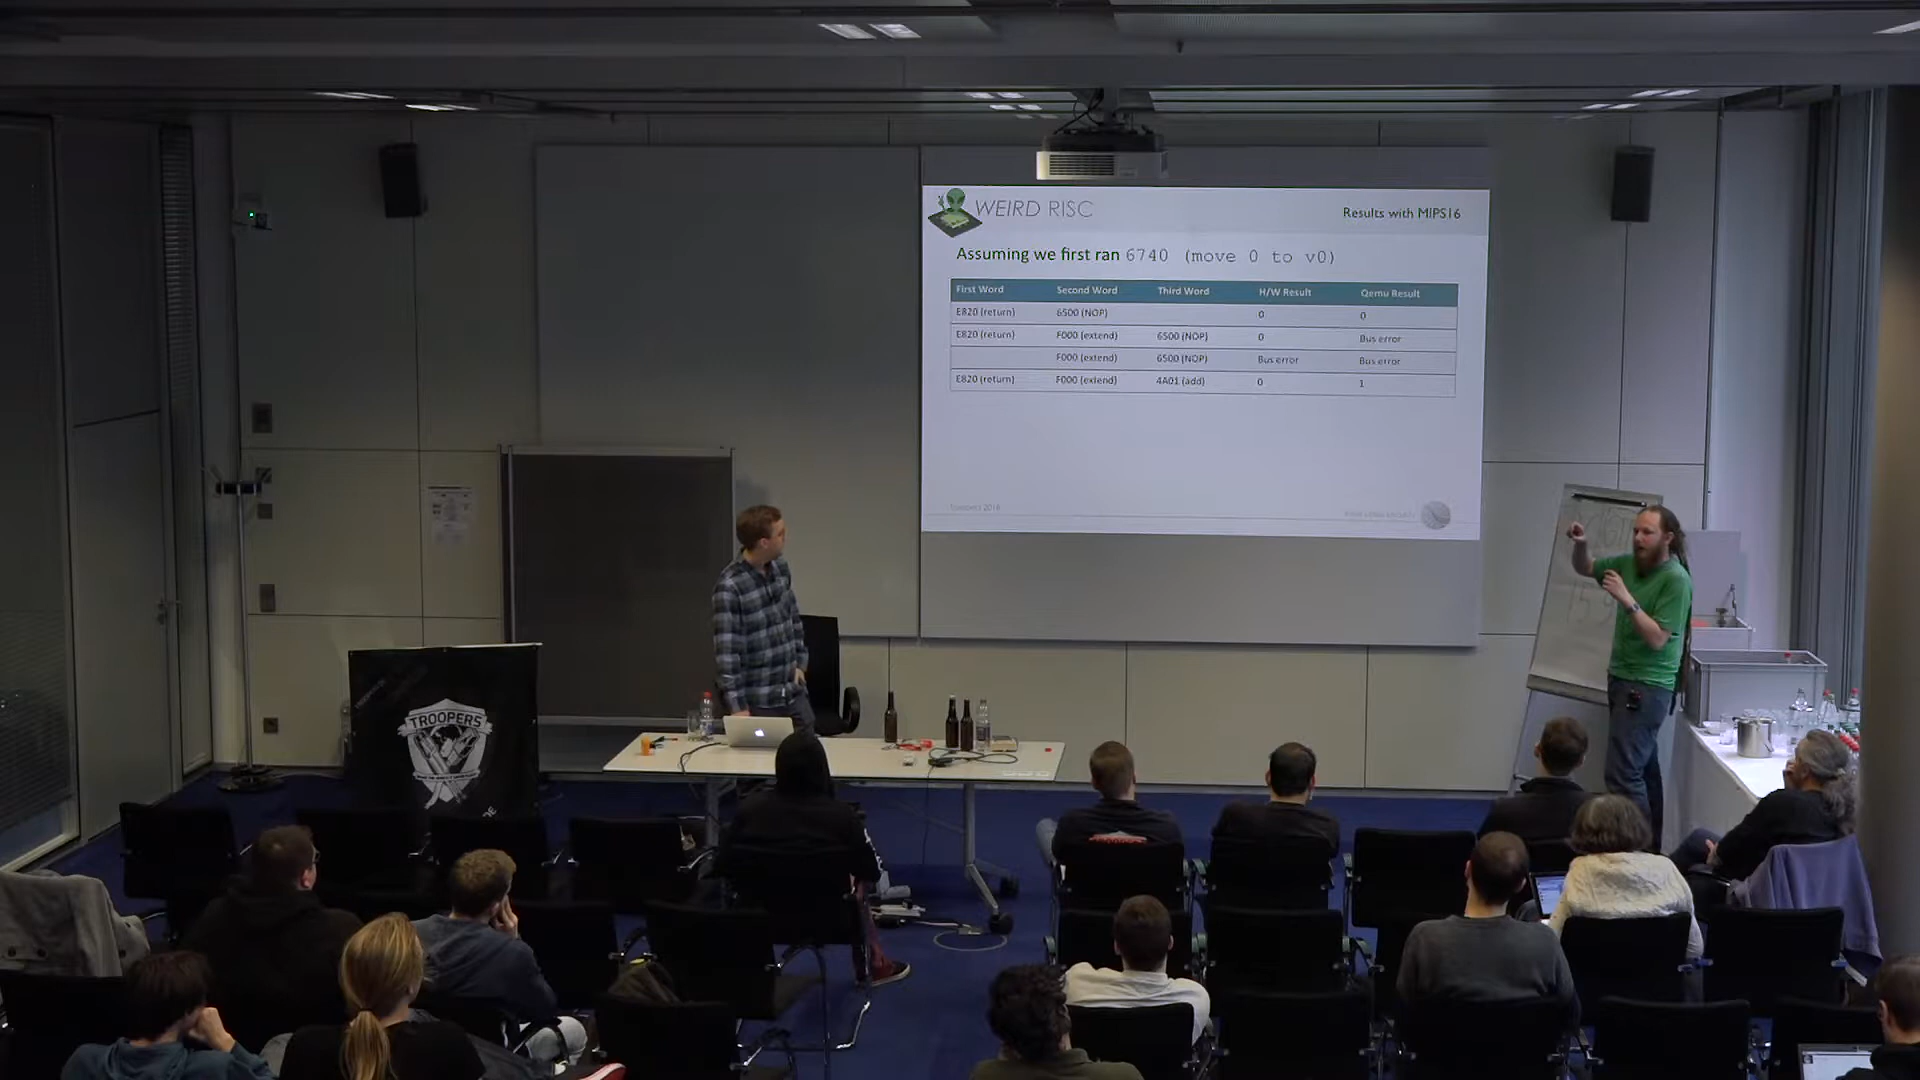 WEIRD RISC
Results with MIPS16
Assuming we first ran 6740 (move 0 to v0)
First Word Second Word Third Word H/W Result Qemu Result
E820 (return) 6500 (NOP) 0 0
E820 (return) F000 (extend) 6500 (NOP) 0 Bus error
F000 (extend) 6500 (NOP) Bus error Bus error
E820 (return) F000 (extend) 4A01 (add) 0 1
TROOPERS